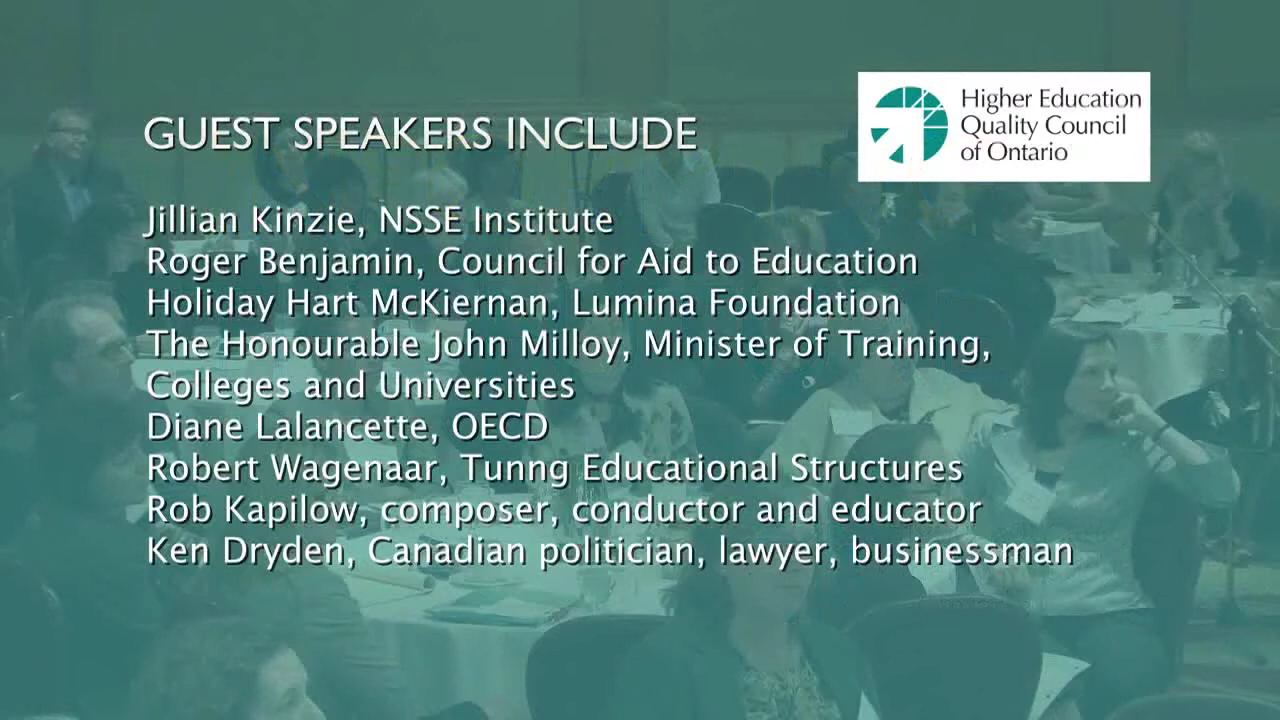 GUEST SPEAKERS INCLUDE
Higher Education
Quality Council
of Ontario
Jillian Kinzie, NSSE Institute
Roger Benjamin, Council for Aid to Education
Holiday Hart McKiernan, Lumina Foundation
The Honourable John Milloy, Minister of Training,
Colleges and Universities
Diane Lalancette, OECD
Robert Wagenaar, Tunng Educational Structures
Rob Kapilow, composer, conductor and educator
Ken Dryden, Canadian politician, lawyer, businessman